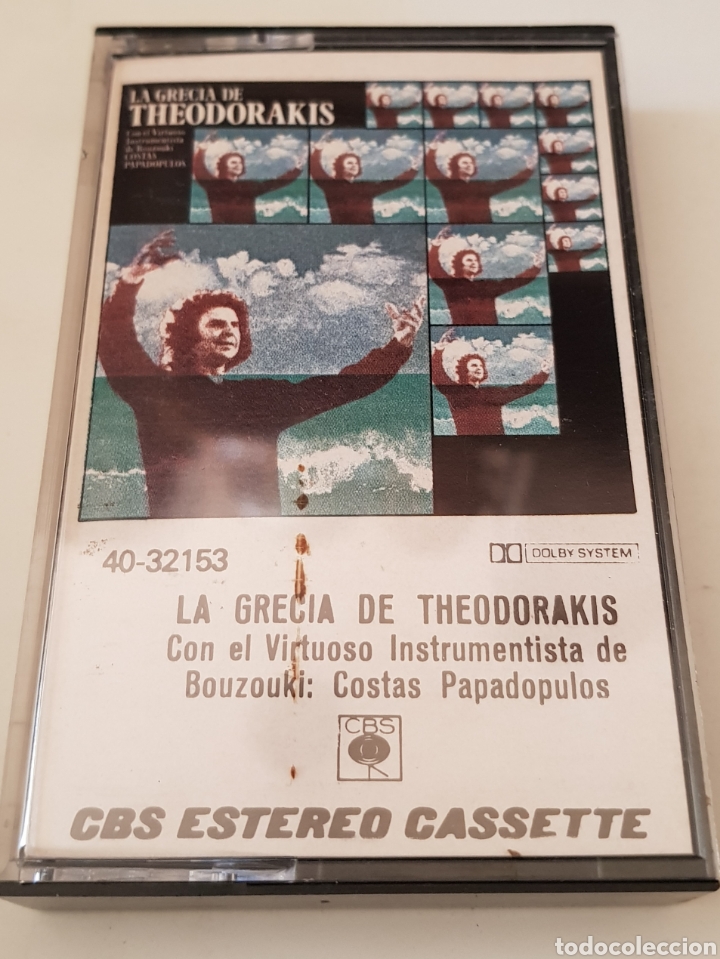 LA GRECIA DE
THEODORAKIS
Con el Virtuoso
Instrumentista
de Bouzouki
COSTAS
PAPADOPULOS
40-32153
DOLBY SYSTEM
LA GRECIA DE THEODORAKIS
Con el Virtuoso Instrumentista de
Bouzouki: Costas Papadopulos
CBS
CBS ESTEREO CASSETTE
todocoleccion